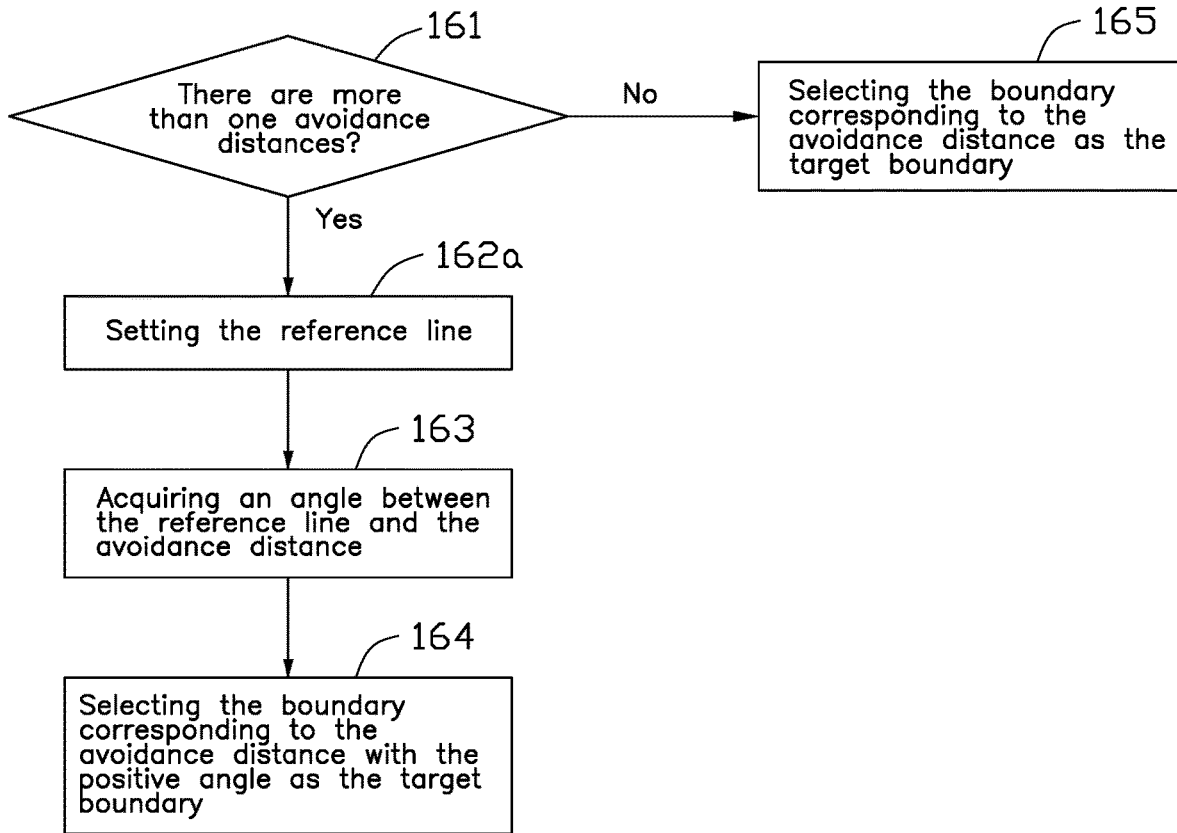 161
There are more
than one avoidance
distances?
No
165
Selecting the boundary
corresponding to the
avoidance distance as the
target boundary
Yes
162a
Setting the reference line
163
Acquiring an angle between
the reference line and the
avoidance distance
164
Selecting the boundary
corresponding to the
avoidance distance with the
positive angle as the target
boundary